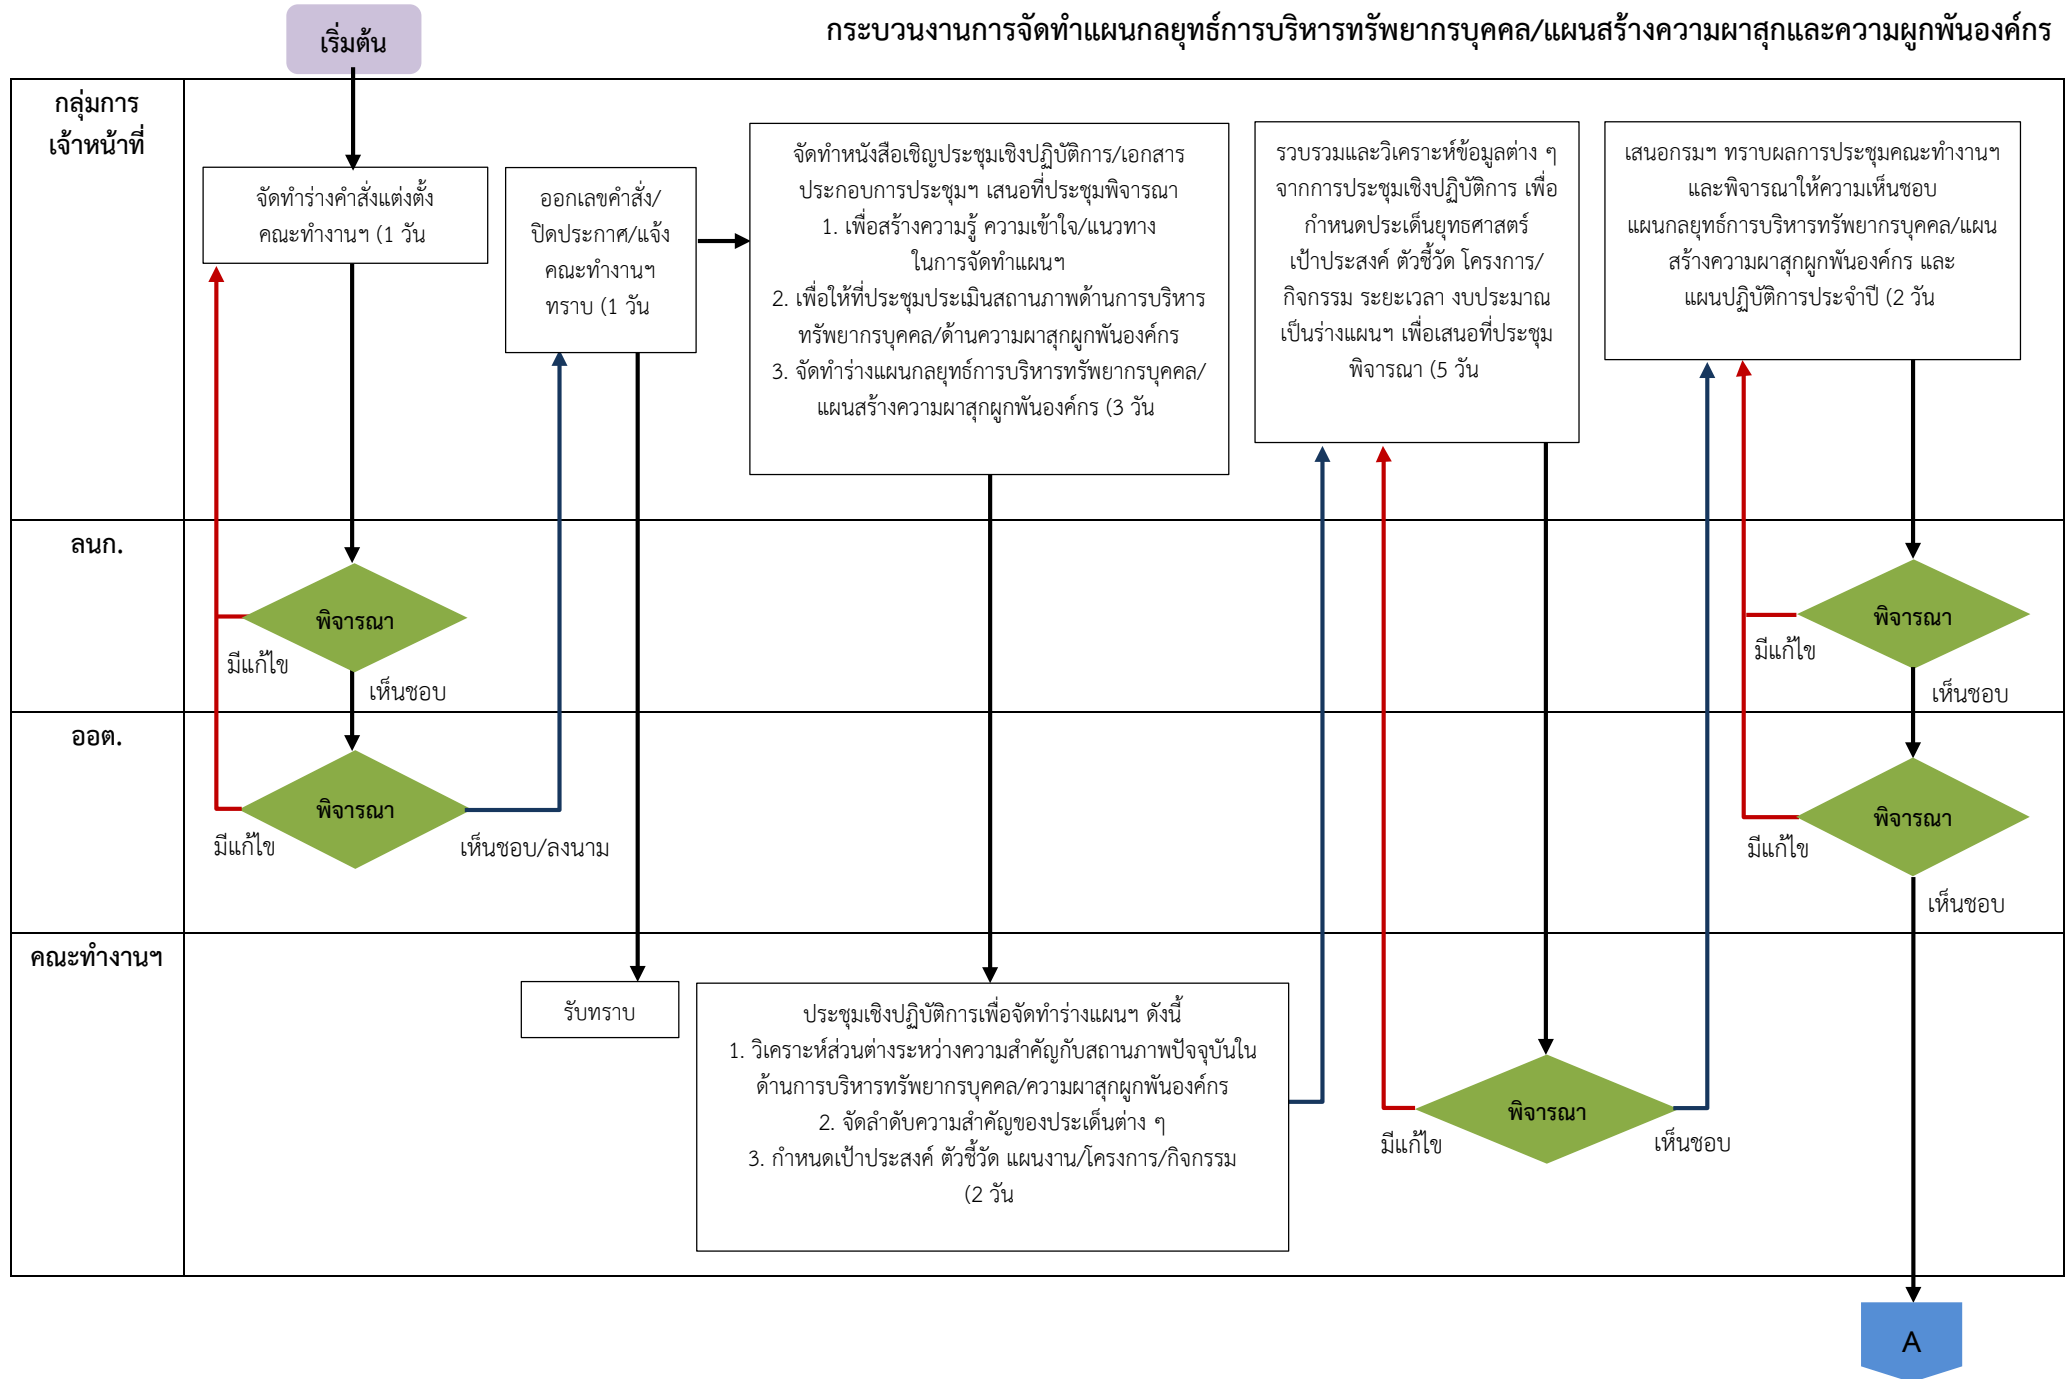 เริ่มต้น
กระบวนงานการจัดทำแผนกลยุทธ์การบริหารทรัพยากรบุคคล/แผนสร้างความผาสุกและความผูกพันองค์กร
กลุ่มการ
เจ้าหน้าที่
จัดทำร่างคำสั่งแต่งตั้ง
คณะทำงานฯ (1 วัน
ออกเลขคำสั่ง/
ปิดประกาศ/แจ้ง
คณะทำงานฯ
ทราบ (1 วัน
จัดทำหนังสือเชิญประชุมเชิงปฏิบัติการ/เอกสาร
ประกอบการประชุมฯ เสนอที่ประชุมพิจารณา
1. เพื่อสร้างความรู้ ความเข้าใจ/แนวทาง
ในการจัดทำแผนฯ
2. เพื่อให้ที่ประชุมประเมินสถานภาพด้านการบริหาร
ทรัพยากรบุคคล/ด้านความผาสุกผูกพันองค์กร
3. จัดทำร่างแผนกลยุทธ์การบริหารทรัพยากรบุคคล/
แผนสร้างความผาสุกผูกพันองค์กร (3 วัน
รวบรวมและวิเคราะห์ข้อมูลต่าง ๆ
จากการประชุมเชิงปฏิบัติการ เพื่อ
กำหนดประเด็นยุทธศาสตร์
เป้าประสงค์ ตัวชี้วัด โครงการ/
กิจกรรม ระยะเวลา งบประมาณ
เป็นร่างแผนฯ เพื่อเสนอที่ประชุม
พิจารณา (5 วัน
เสนอกรมฯ ทราบผลการประชุมคณะทำงานฯ
และพิจารณาให้ความเห็นชอบ
แผนกลยุทธ์การบริหารทรัพยากรบุคคล/แผน
สร้างความผาสุกผูกพันองค์กร และ
แผนปฏิบัติการประจำปี (2 วัน
ลนก.
พิจารณา
มีแก้ไข
เห็นชอบ
พิจารณา
มีแก้ไข
เห็นชอบ
ออต.
พิจารณา
มีแก้ไข
เห็นชอบ/ลงนาม
พิจารณา
มีแก้ไข
เห็นชอบ
คณะทำงานฯ
รับทราบ
ประชุมเชิงปฏิบัติการเพื่อจัดทำร่างแผนฯ ดังนี้
1. วิเคราะห์ส่วนต่างระหว่างความสำคัญกับสถานภาพปัจจุบันใน
ด้านการบริหารทรัพยากรบุคคล/ความผาสุกผูกพันองค์กร
2. จัดลำดับความสำคัญของประเด็นต่าง ๆ
3. กำหนดเป้าประสงค์ ตัวชี้วัด แผนงาน/โครงการ/กิจกรรม
(2 วัน
พิจารณา
มีแก้ไข
เห็นชอบ
A